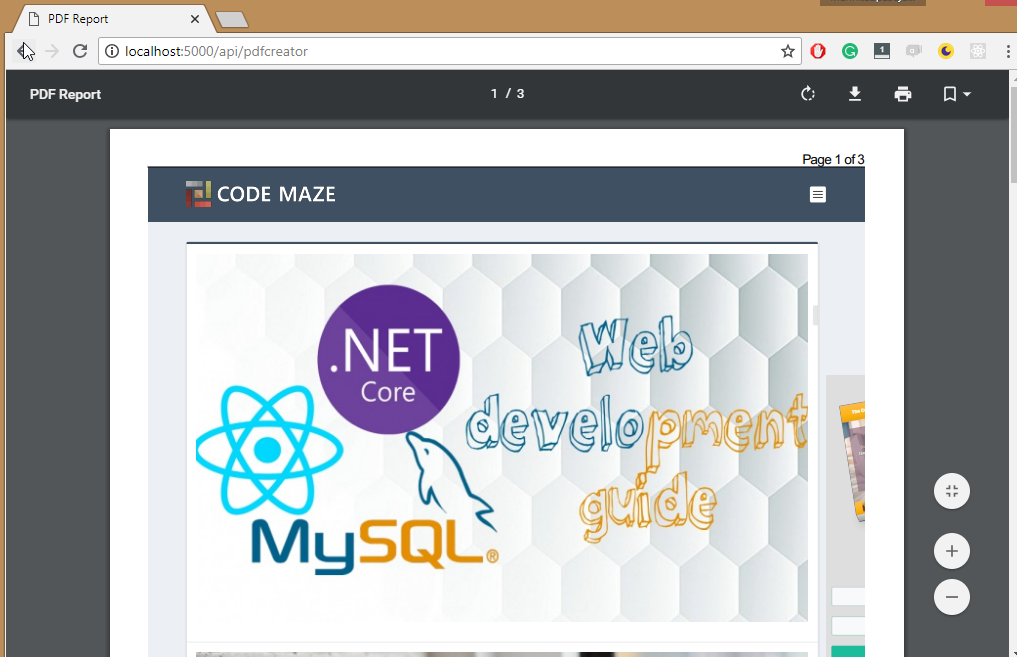 PDF Report
localhost:5000/api/pdfcreator
1
PDF Report
1 / 3
Page 1 of 3
CODE MAZE
.NET
Core
Web
development
guide
MySQL®